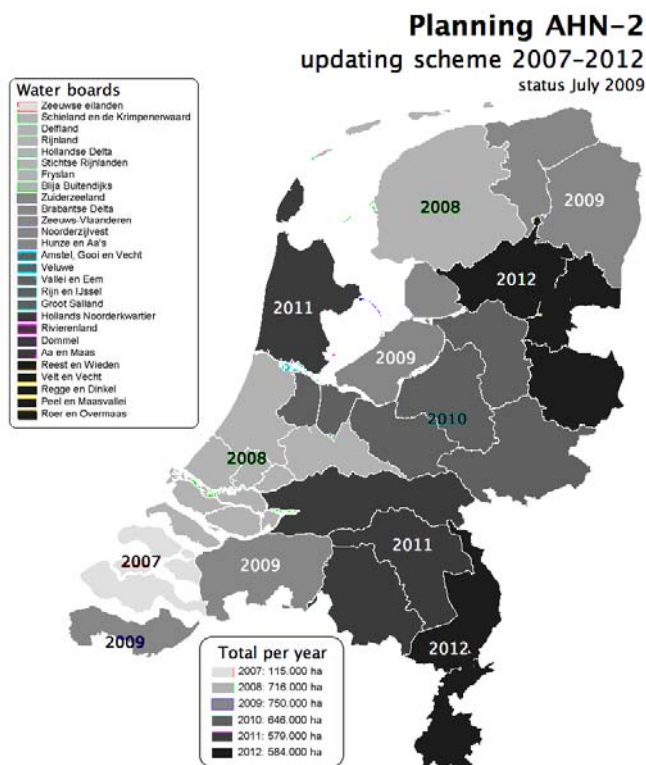 Planning AHN-2
updating scheme 2007-2012
status July 2009
Water boards
Zeeuwse eilanden
Schieland en de Krimpenerwaard
Delfland
Rijnland
Hollandse Delta
Stichtse Rijnlanden
Fryslan
Blija Buitendijks
Zuiderzeeland
Brabantse Delta
Zeeuws-Vlaanderen
Noorderzijlvest
Hunze en Aa's
Amstel, Gooi en Vecht
Veluwe
Vallei en Eem
Rijn en IJssel
Groot Salland
Hollands Noorderkwartier
Rivierenland
Dommel
Aa en Maas
Reest en Wieden
Velt en Vecht
Regge en Dinkel
Peel en Maasvallei
Roer en Overmaas
2008
2009
2012
2011
2009
2010
2008
2011
2007
2009
2009
2012
Total per year
2007: 115.000 ha
2008: 716.000 ha
2009: 750.000 ha
2010: 646.000 ha
2011: 579.000 ha
2012: 584.000 ha